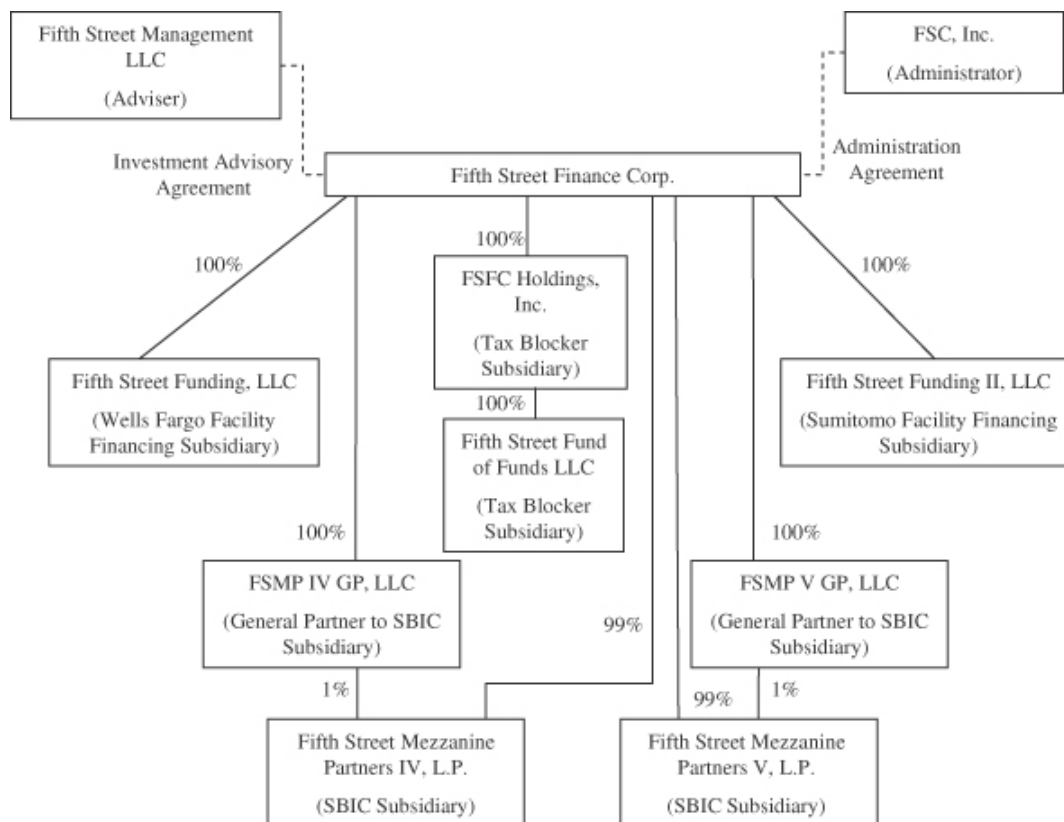 Fifth Street Management
LLC
(Adviser)
FSC, Inc.
(Administrator)
Investment Advisory
Agreement
Administration
Agreement
Fifth Street Finance Corp.
100%
100%
100%
FSFC Holdings,
Inc.
(Tax Blocker
Subsidiary)
Fifth Street Funding, LLC
(Wells Fargo Facility
Financing Subsidiary)
100%
Fifth Street Fund
of Funds LLC
(Tax Blocker
Subsidiary)
Fifth Street Funding II, LLC
(Sumitomo Facility Financing
Subsidiary)
100%
100%
FSMP IV GP, LLC
(General Partner to SBIC
Subsidiary)
99%
FSMP V GP, LLC
(General Partner to SBIC
Subsidiary)
1%
99%
1%
Fifth Street Mezzanine
Partners IV, L.P.
(SBIC Subsidiary)
Fifth Street Mezzanine
Partners V, L.P.
(SBIC Subsidiary)